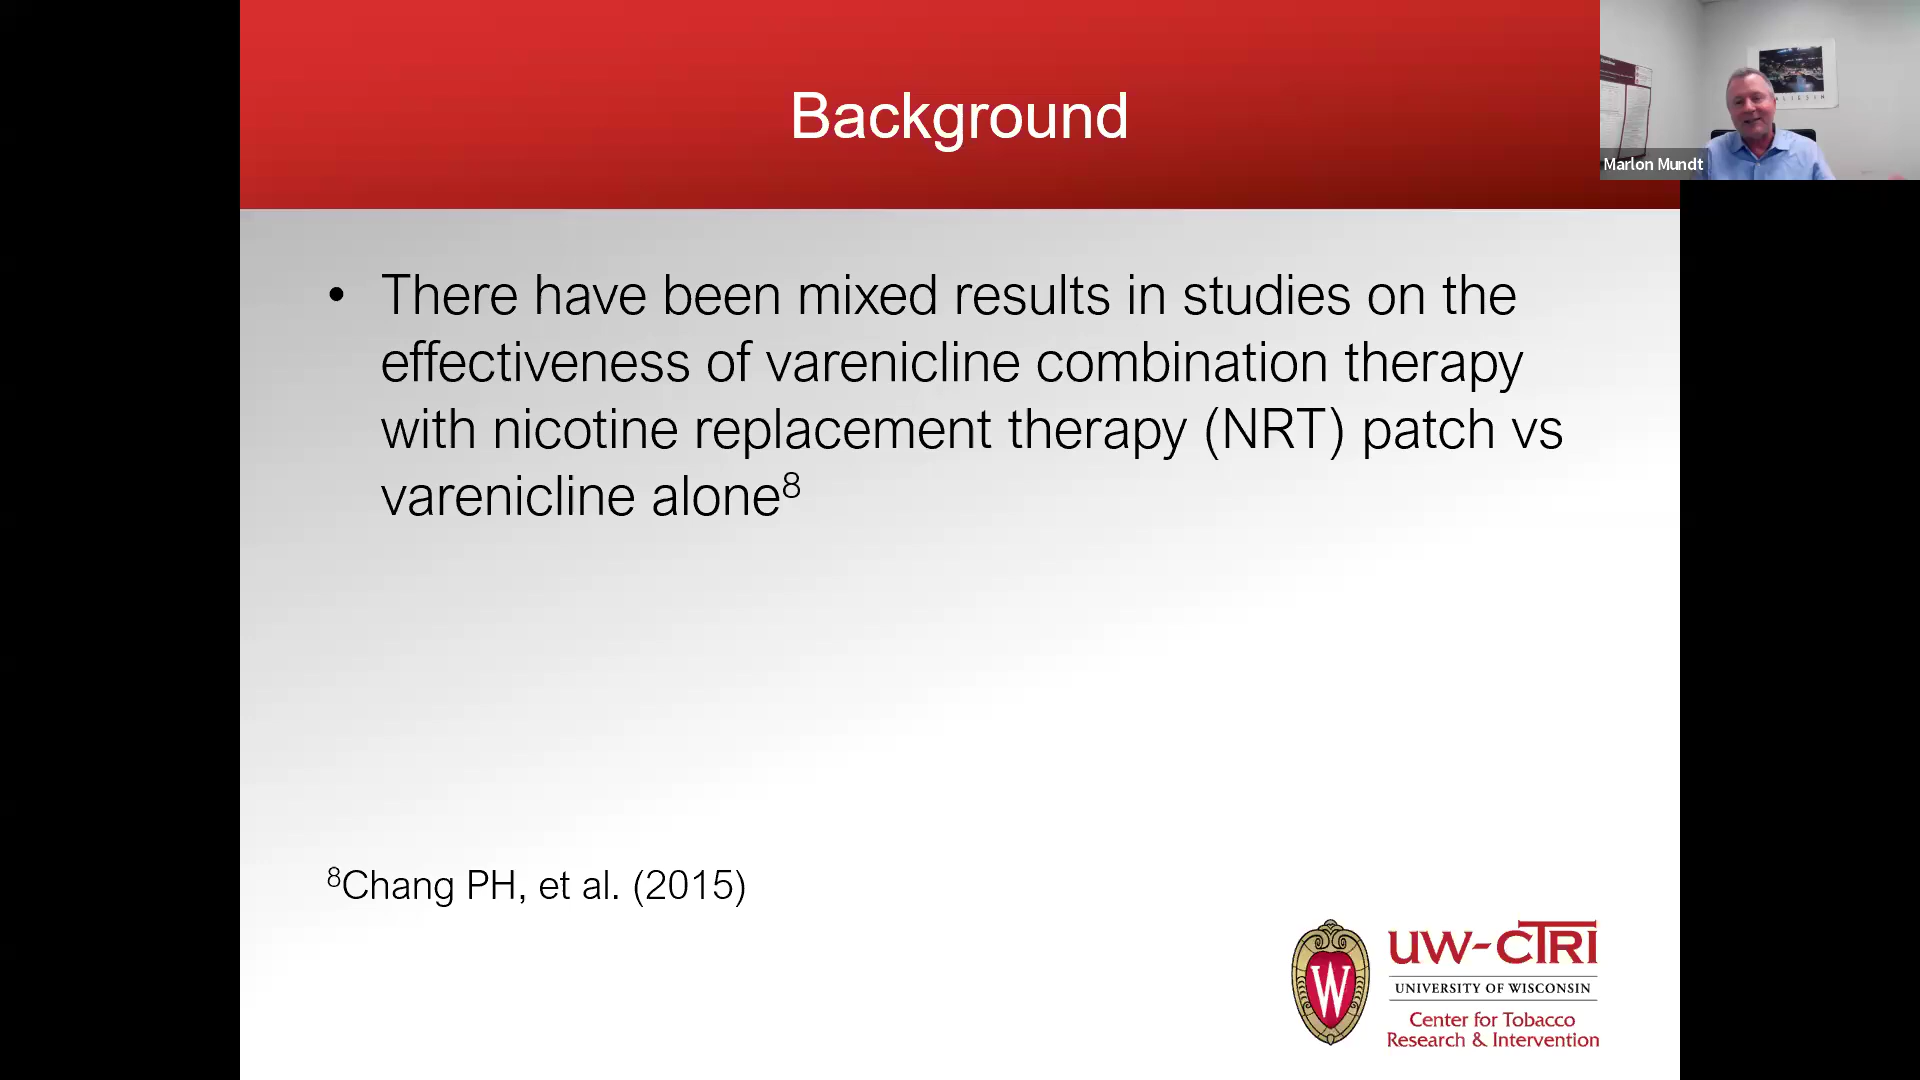 Background
Marlon Mundt
• There have been mixed results in studies on the
effectiveness of varenicline combination therapy
with nicotine replacement therapy (NRT) patch vs
varenicline alone⁸
⁸Chang PH, et al. (2015)
W
UW-CTRI
UNIVERSITY OF WISCONSIN
Center for Tobacco
Research & Intervention